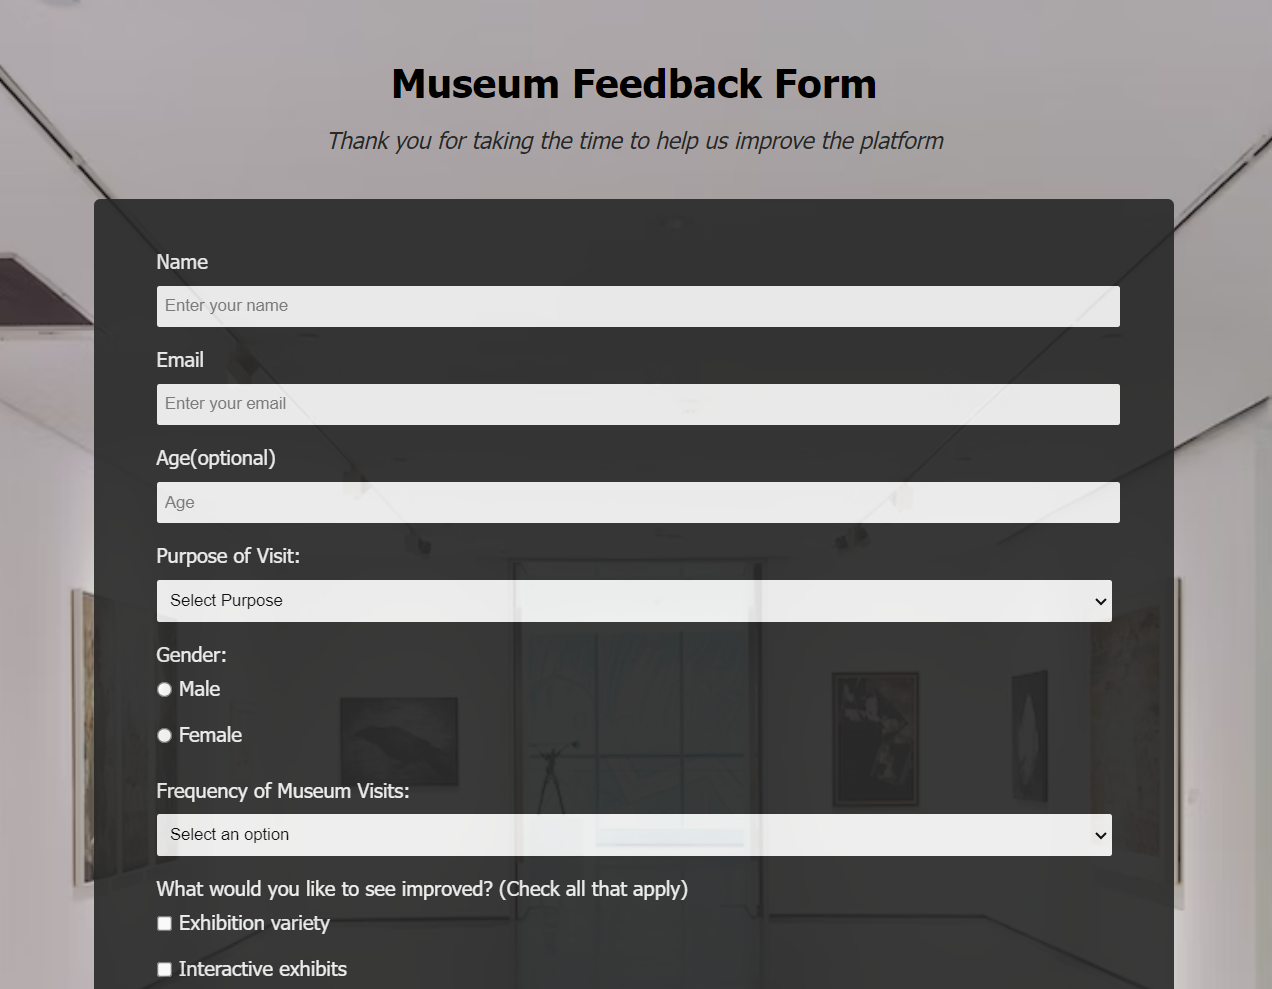 Museum Feedback Form
Thank you for taking the time to help us improve the platform
Name
Enter your name
Email
Enter your email
Age(optional)
Age
Purpose of Visit:
Select Purpose
Gender:
Male
Female
Frequency of Museum Visits:
Select an option
What would you like to see improved? (Check all that apply)
Exhibition variety
Interactive exhibits